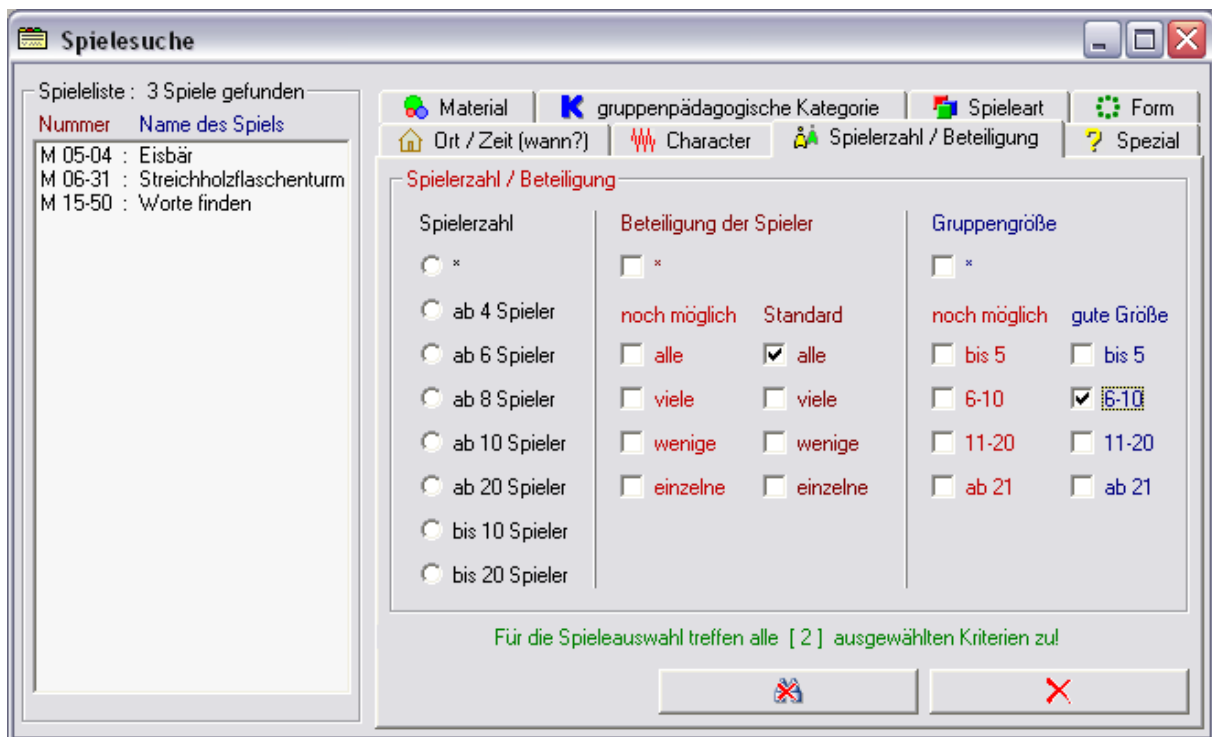 Spielesuche
Spieleliste : 3 Spiele gefunden
Nummer Name des Spiels
M 05-04 : Eisbär
M 06-31 : Streichholzflaschenturm
M 15-50 : Worte finden
Material gruppenpädagogische Kategorie Spieleart Form
Ort / Zeit (wann?) Character Spielerzahl / Beteiligung Spezial
Spielerzahl / Beteiligung
Spielerzahl Beteiligung der Spieler Gruppengröße
* * *
ab 4 Spieler noch möglich Standard noch möglich gute Größe
ab 6 Spieler alle alle bis 5 bis 5
ab 8 Spieler viele viele 6-10 6-10
ab 10 Spieler wenige wenige 11-20 11-20
ab 20 Spieler einzelne einzelne ab 21 ab 21
bis 10 Spieler
bis 20 Spieler
Für die Spieleauswahl treffen alle [ 2 ] ausgewählten Kriterien zu!